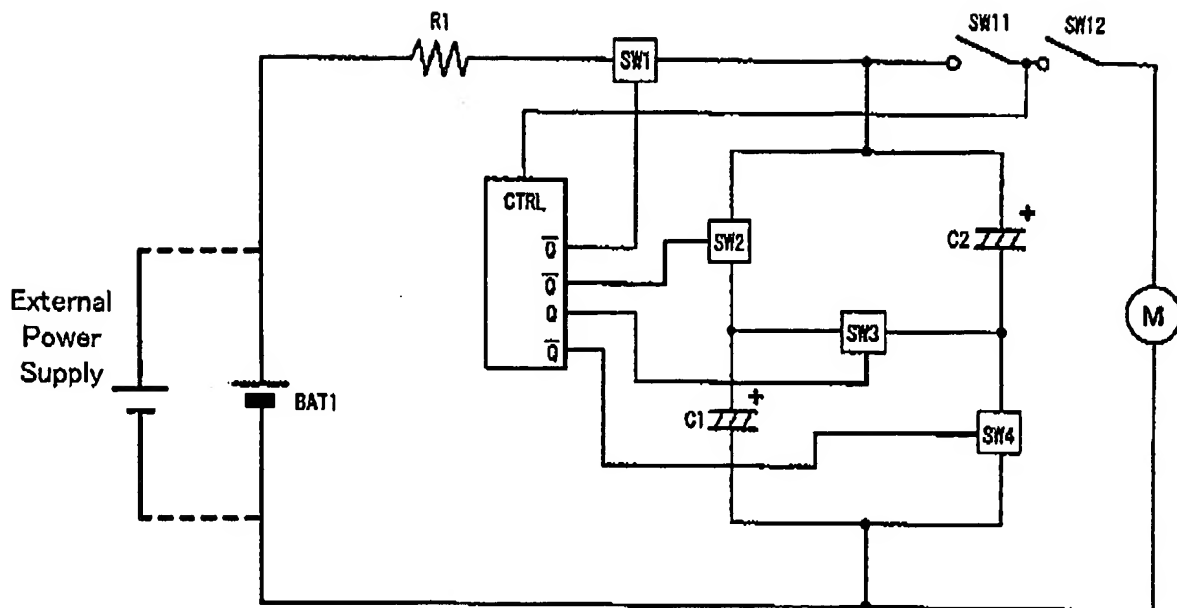 R1
SW1
SW11
SW12
CTRL
Q̅
Q̅
Q
Q̅
SW2
C2
+
SW3
M
External
Power
Supply
BAT1
C1
+
SW4